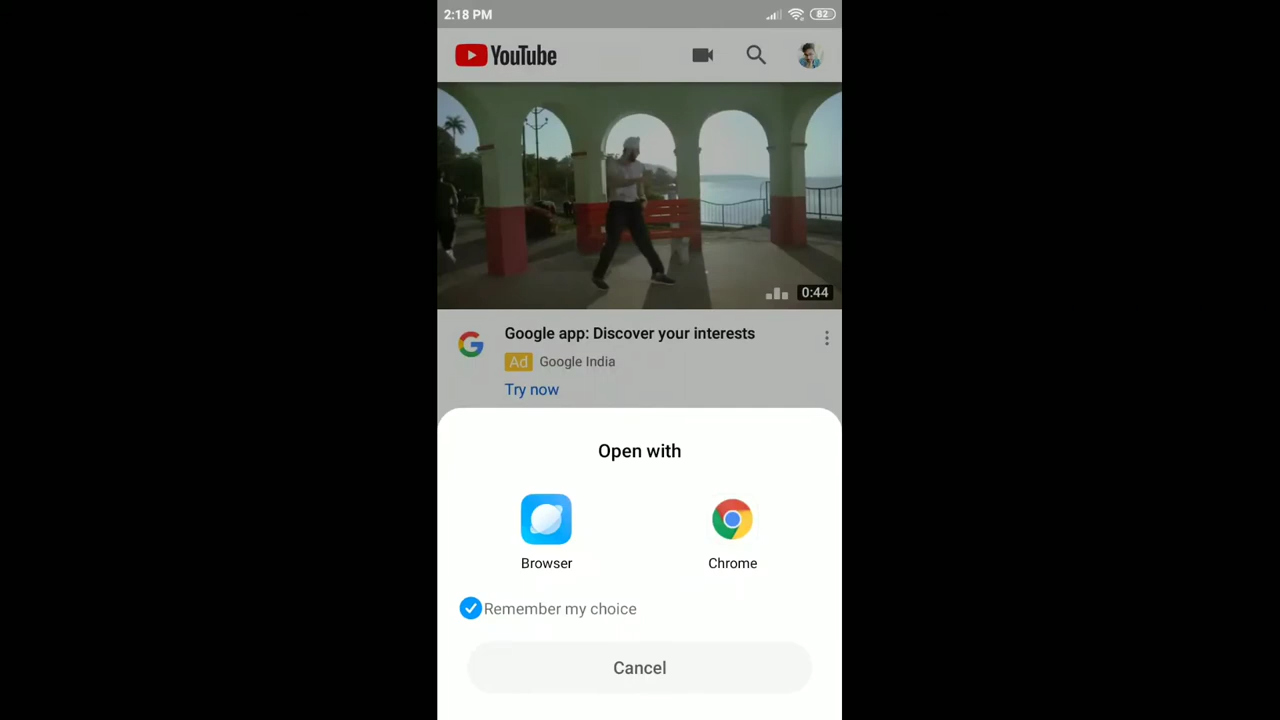 2:18 PM
82
YouTube
0:44
Google app: Discover your interests
Ad Google India
Try now
Open with
Browser
Chrome
Remember my choice
Cancel